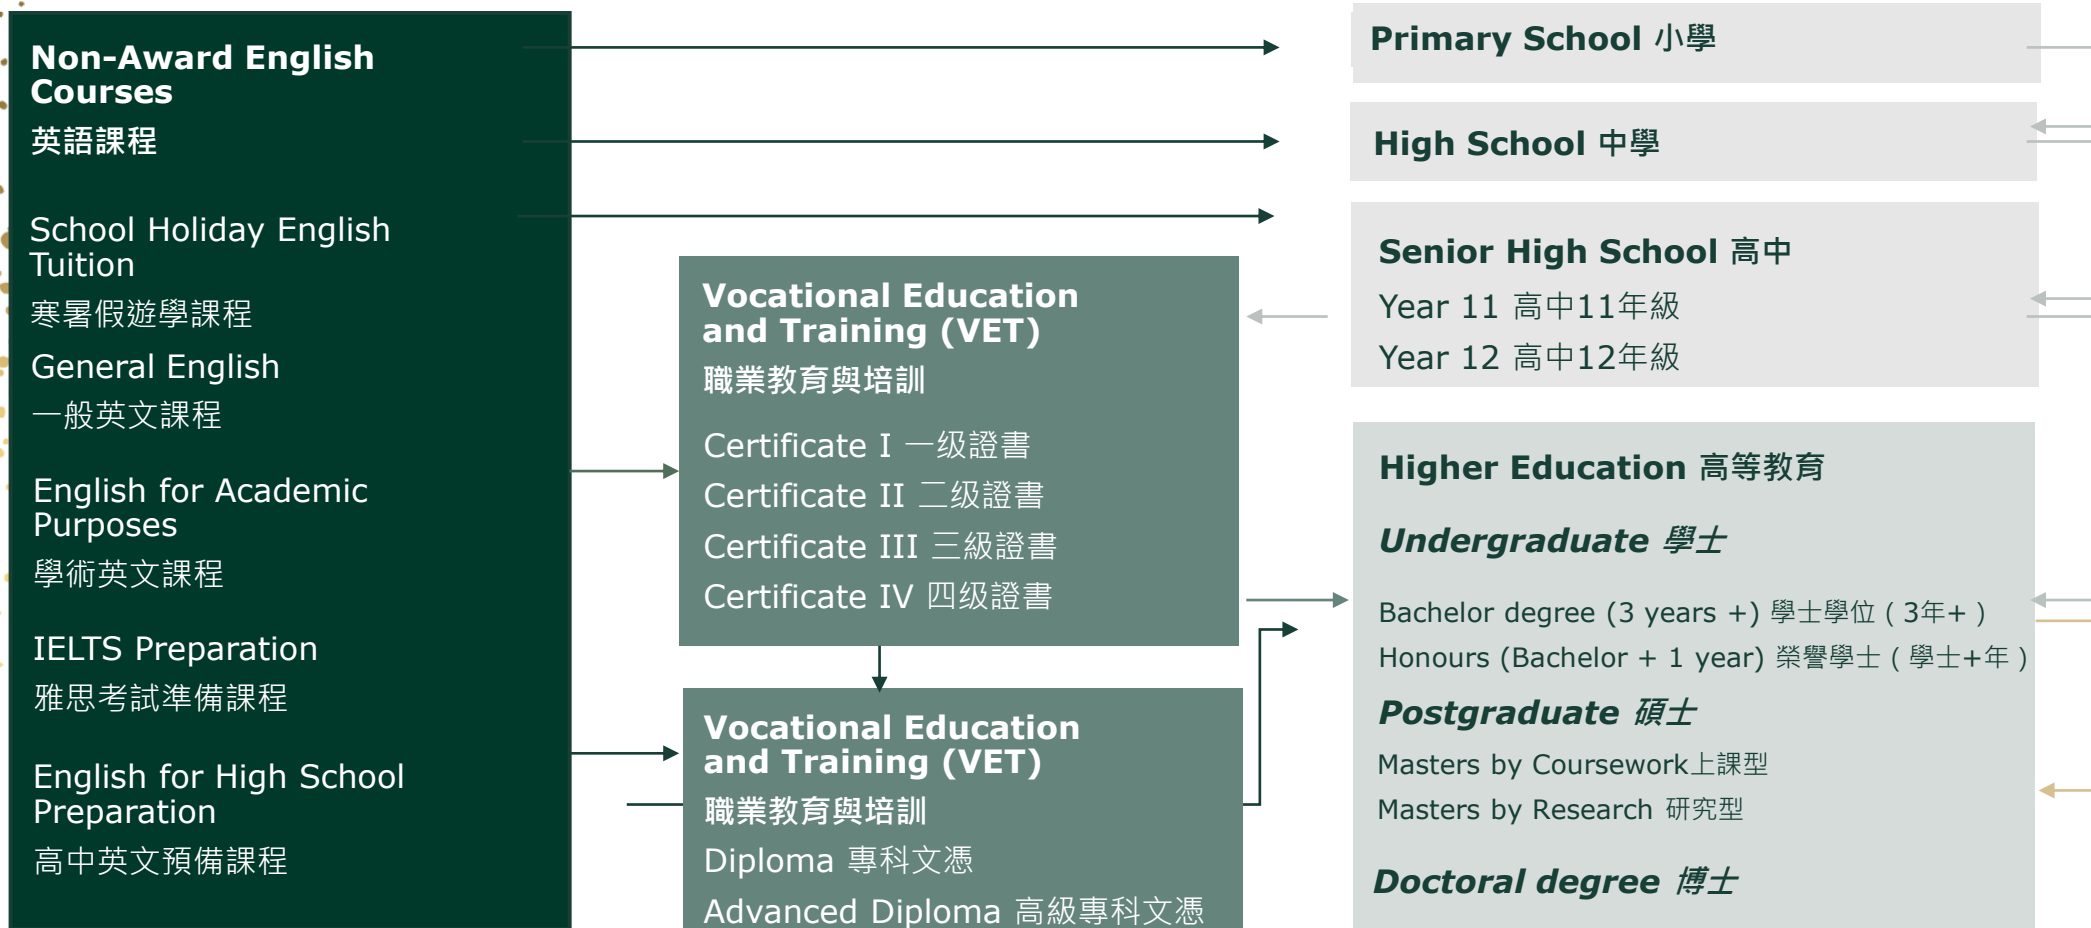 Non-Award English
Courses
英語課程
School Holiday English
Tuition
寒暑假遊學課程
General English
一般英文課程
English for Academic
Purposes
學術英文課程
IELTS Preparation
雅思考試準備課程
English for High School
Preparation
高中英文預備課程
Vocational Education
and Training (VET)
職業教育與培訓
Certificate I 一级證書
Certificate II 二级證書
Certificate III 三級證書
Certificate IV 四级證書
Vocational Education
and Training (VET)
職業教育與培訓
Diploma 專科文憑
Advanced Diploma 高級專科文憑
Primary School 小學
High School 中學
Senior High School 高中
Year 11 高中11年級
Year 12 高中12年級
Higher Education 高等教育
Undergraduate 學士
Bachelor degree (3 years +) 學士學位 ( 3年+ )
Honours (Bachelor + 1 year) 榮譽學士 ( 學士+年 )
Postgraduate 碩士
Masters by Coursework上課型
Masters by Research 研究型
Doctoral degree 博士